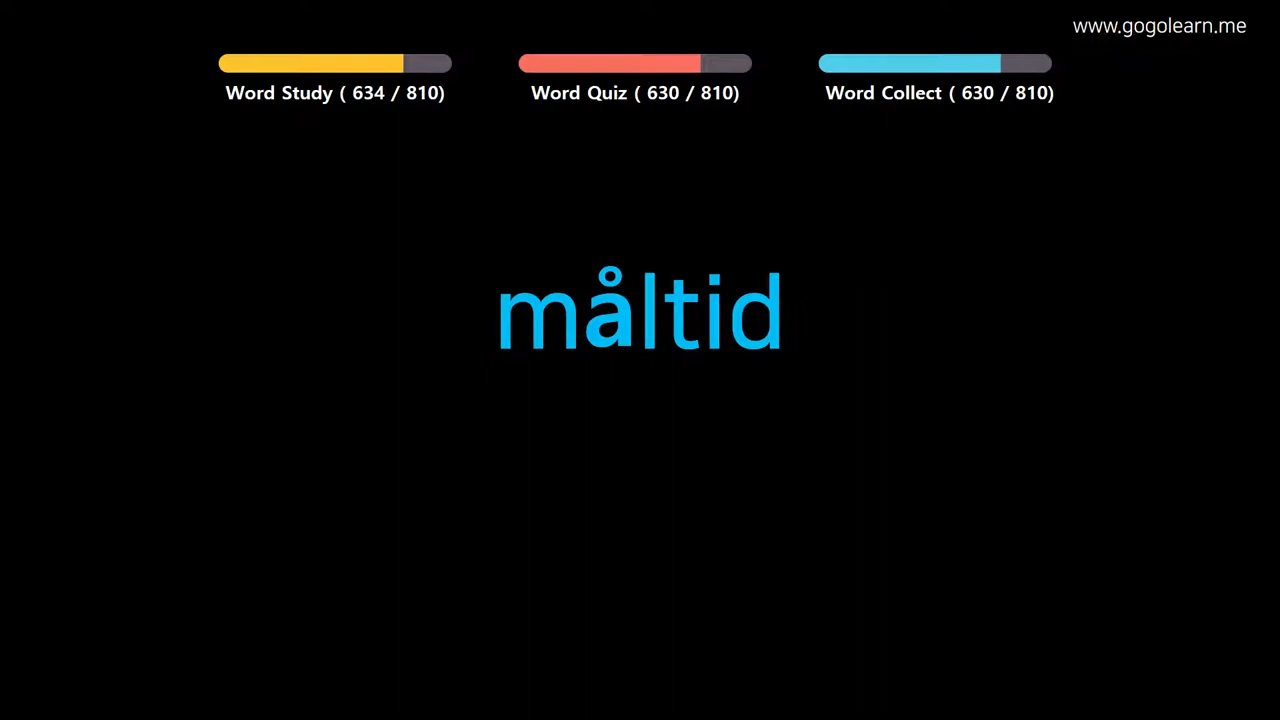 www.gogolearn.me
Word Study ( 634 / 810)
Word Quiz ( 630 / 810)
Word Collect ( 630 / 810)
måltid